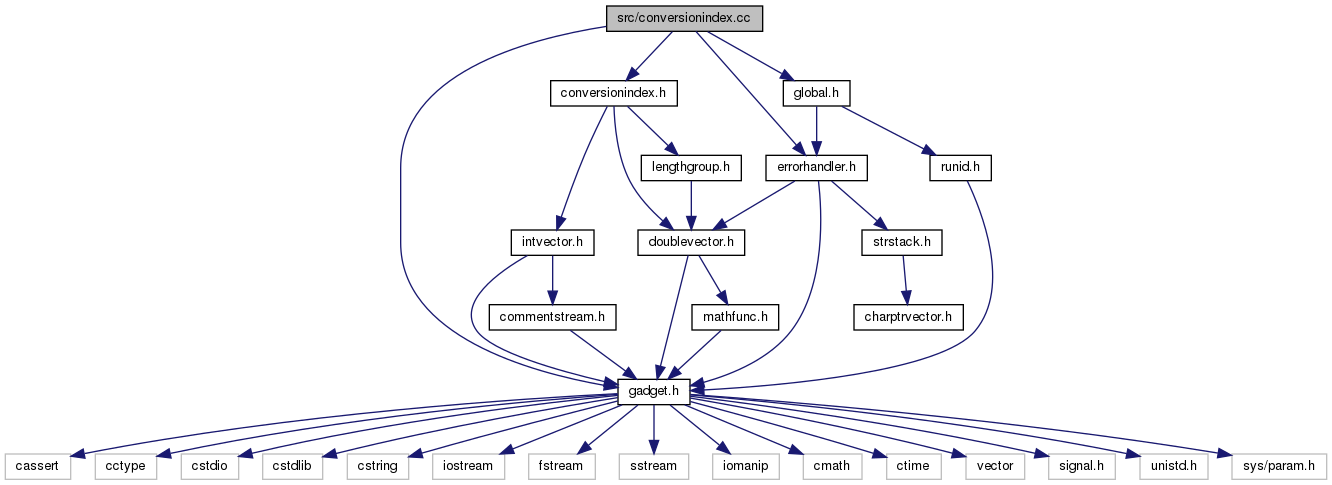 src/conversionindex.cc
conversionindex.h
global.h
lengthgroup.h
errorhandler.h
runid.h
intvector.h
doublevector.h
strstack.h
commentstream.h
mathfunc.h
charptrvector.h
gadget.h
cassert
cctype
cstdio
cstdlib
cstring
iostream
fstream
sstream
iomanip
cmath
ctime
vector
signal.h
unistd.h
sys/param.h